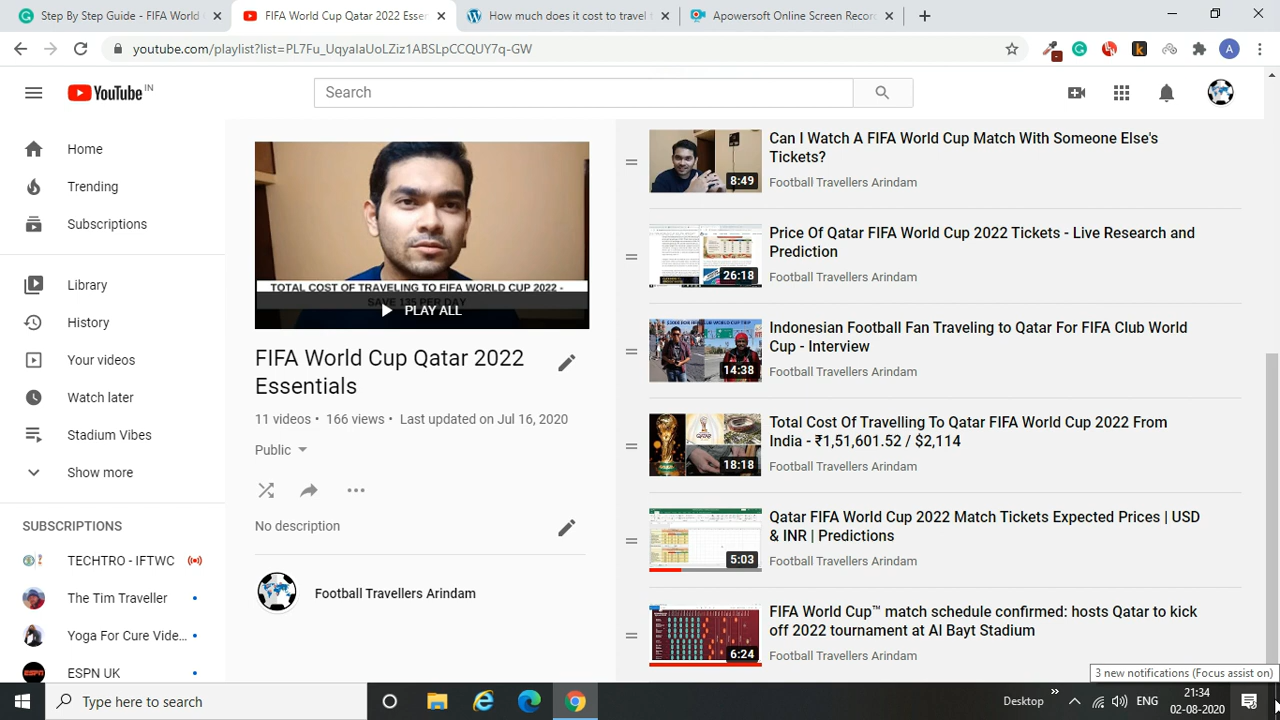 Step By Step Guide - FIFA World C
FIFA World Cup Qatar 2022 Essen
How much does it cost to travel t
Apowersoft Online Screen Record
youtube.com/playlist?list=PL7Fu_UqyalaUoLZiz1ABSLpCCQUY7q-GW
A
YouTube IN
Search
Home
Trending
Subscriptions
Library
History
Your videos
Watch later
Stadium Vibes
Show more
SUBSCRIPTIONS
TECHTRO - IFTWC
The Tim Traveller
Yoga For Cure Vide...
ESPN UK
TOTAL COST OF TRAVELING TO FIFA WORLD CUP 2022 -
SAVE 135 PER DAY
PLAY ALL
FIFA World Cup Qatar 2022
Essentials
11 videos • 166 views • Last updated on Jul 16, 2020
Public
No description
Football Travellers Arindam
8:49
Can I Watch A FIFA World Cup Match With Someone Else's
Tickets?
Football Travellers Arindam
26:18
Price Of Qatar FIFA World Cup 2022 Tickets - Live Research and
Prediction
Football Travellers Arindam
14:38
Indonesian Football Fan Traveling to Qatar For FIFA Club World
Cup - Interview
Football Travellers Arindam
18:18
Total Cost Of Travelling To Qatar FIFA World Cup 2022 From
India - ₹1,51,601.52 / $2,114
Football Travellers Arindam
5:03
Qatar FIFA World Cup 2022 Match Tickets Expected Prices | USD
& INR | Predictions
Football Travellers Arindam
6:24
FIFA World Cup™ match schedule confirmed: hosts Qatar to kick
off 2022 tournament at Al Bayt Stadium
Football Travellers Arindam
3 new notifications (Focus assist on)
Type here to search
Desktop
ENG
21:34
02-08-2020